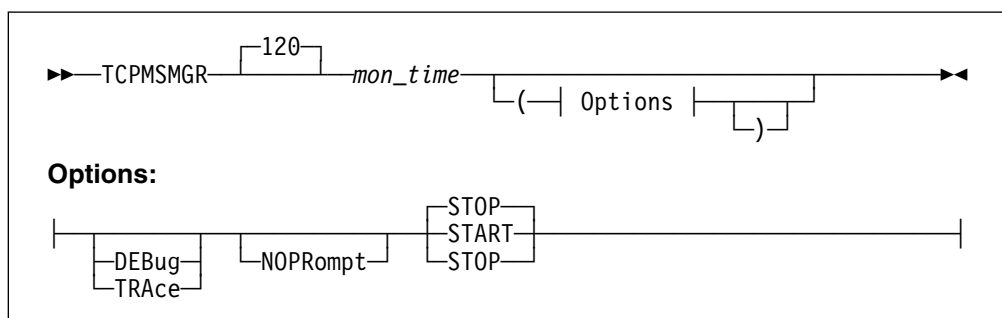 120
TCPMSMGR mon_time
( Options
)
Options:
STOP
START
DEBug NOPRompt STOP
TRAce